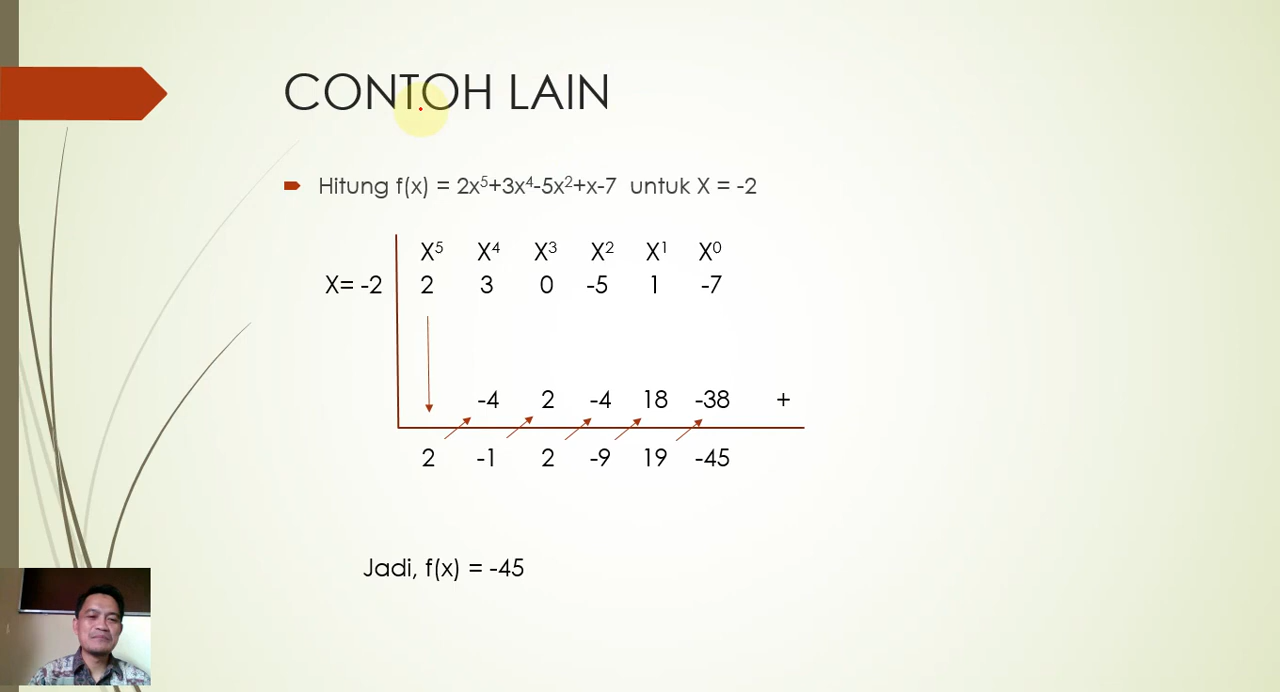 CONTOH LAIN
Hitung f(x) = 2x⁵+3x⁴-5x²+x-7 untuk X = -2
X⁵ X⁴ X³ X² X¹ X⁰
X= -2 2 3 0 -5 1 -7
-4 2 -4 18 -38 +
2 -1 2 -9 19 -45
Jadi, f(x) = -45